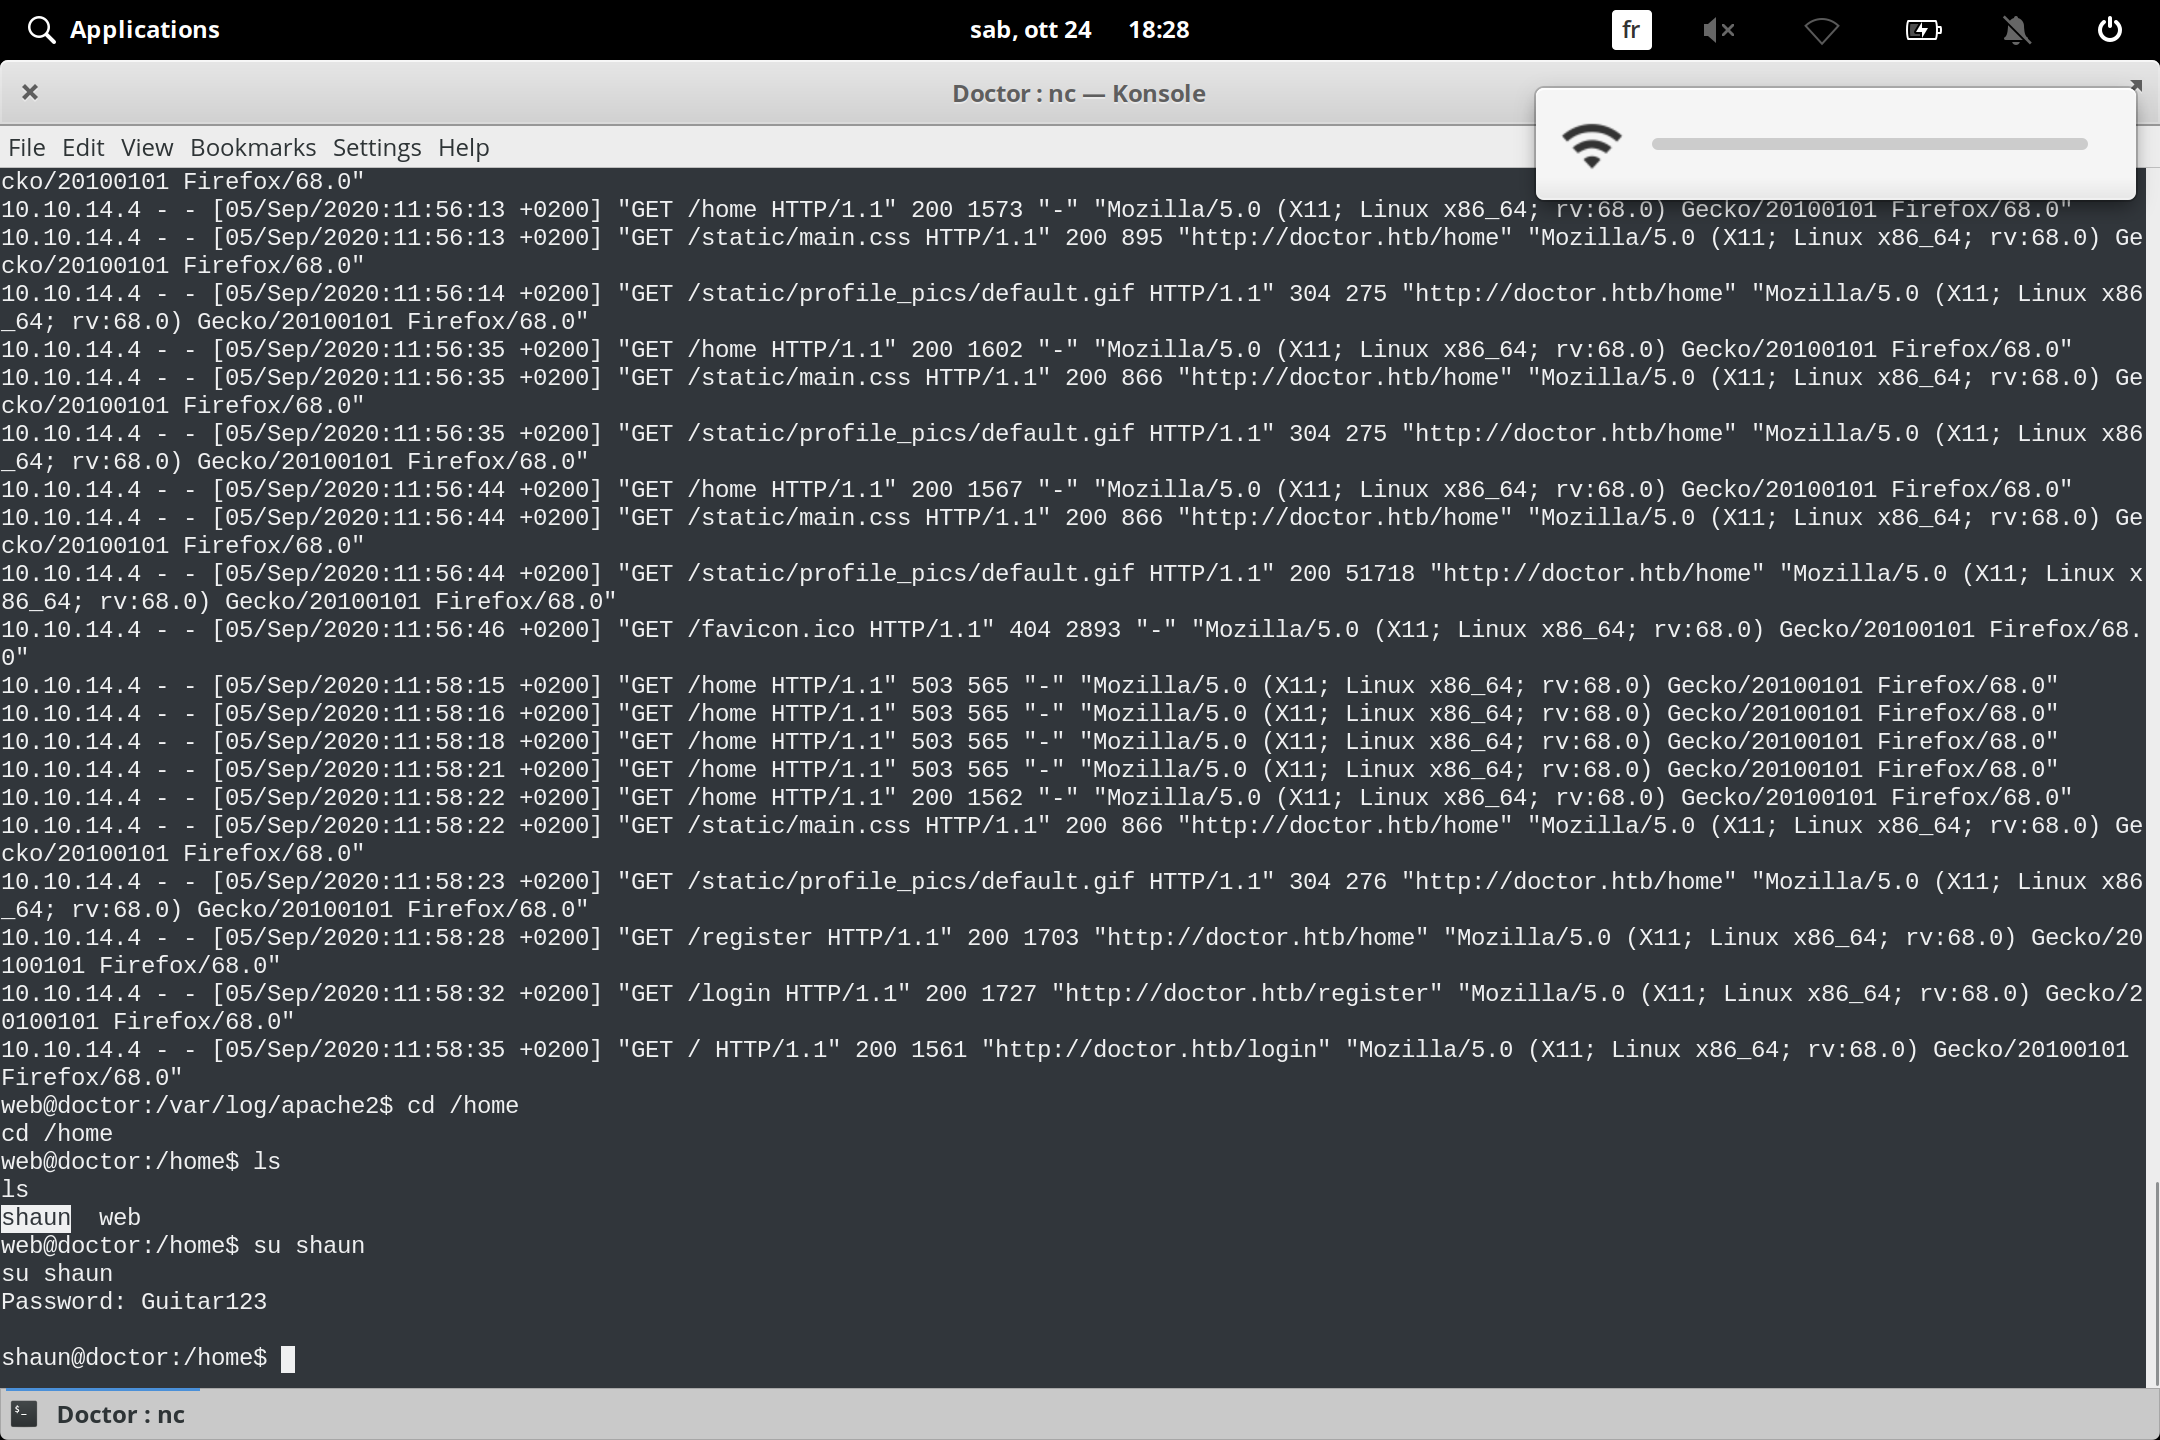 Applications
sab, ott 24 18:28
fr
Doctor : nc — Konsole
File Edit View Bookmarks Settings Help
cko/20100101 Firefox/68.0"
10.10.14.4 - - [05/Sep/2020:11:56:13 +0200] "GET /home HTTP/1.1" 200 1573 "-" "Mozilla/5.0 (X11; Linux x86_64; rv:68.0) Gecko/20100101 Firefox/68.0"
10.10.14.4 - - [05/Sep/2020:11:56:13 +0200] "GET /static/main.css HTTP/1.1" 200 895 "http://doctor.htb/home" "Mozilla/5.0 (X11; Linux x86_64; rv:68.0) Ge
cko/20100101 Firefox/68.0"
10.10.14.4 - - [05/Sep/2020:11:56:14 +0200] "GET /static/profile_pics/default.gif HTTP/1.1" 304 275 "http://doctor.htb/home" "Mozilla/5.0 (X11; Linux x86
_64; rv:68.0) Gecko/20100101 Firefox/68.0"
10.10.14.4 - - [05/Sep/2020:11:56:35 +0200] "GET /home HTTP/1.1" 200 1602 "-" "Mozilla/5.0 (X11; Linux x86_64; rv:68.0) Gecko/20100101 Firefox/68.0"
10.10.14.4 - - [05/Sep/2020:11:56:35 +0200] "GET /static/main.css HTTP/1.1" 200 866 "http://doctor.htb/home" "Mozilla/5.0 (X11; Linux x86_64; rv:68.0) Ge
cko/20100101 Firefox/68.0"
10.10.14.4 - - [05/Sep/2020:11:56:35 +0200] "GET /static/profile_pics/default.gif HTTP/1.1" 304 275 "http://doctor.htb/home" "Mozilla/5.0 (X11; Linux x86
_64; rv:68.0) Gecko/20100101 Firefox/68.0"
10.10.14.4 - - [05/Sep/2020:11:56:44 +0200] "GET /home HTTP/1.1" 200 1567 "-" "Mozilla/5.0 (X11; Linux x86_64; rv:68.0) Gecko/20100101 Firefox/68.0"
10.10.14.4 - - [05/Sep/2020:11:56:44 +0200] "GET /static/main.css HTTP/1.1" 200 866 "http://doctor.htb/home" "Mozilla/5.0 (X11; Linux x86_64; rv:68.0) Ge
cko/20100101 Firefox/68.0"
10.10.14.4 - - [05/Sep/2020:11:56:44 +0200] "GET /static/profile_pics/default.gif HTTP/1.1" 200 51718 "http://doctor.htb/home" "Mozilla/5.0 (X11; Linux x
86_64; rv:68.0) Gecko/20100101 Firefox/68.0"
10.10.14.4 - - [05/Sep/2020:11:56:46 +0200] "GET /favicon.ico HTTP/1.1" 404 2893 "-" "Mozilla/5.0 (X11; Linux x86_64; rv:68.0) Gecko/20100101 Firefox/68.
0"
10.10.14.4 - - [05/Sep/2020:11:58:15 +0200] "GET /home HTTP/1.1" 503 565 "-" "Mozilla/5.0 (X11; Linux x86_64; rv:68.0) Gecko/20100101 Firefox/68.0"
10.10.14.4 - - [05/Sep/2020:11:58:16 +0200] "GET /home HTTP/1.1" 503 565 "-" "Mozilla/5.0 (X11; Linux x86_64; rv:68.0) Gecko/20100101 Firefox/68.0"
10.10.14.4 - - [05/Sep/2020:11:58:18 +0200] "GET /home HTTP/1.1" 503 565 "-" "Mozilla/5.0 (X11; Linux x86_64; rv:68.0) Gecko/20100101 Firefox/68.0"
10.10.14.4 - - [05/Sep/2020:11:58:21 +0200] "GET /home HTTP/1.1" 503 565 "-" "Mozilla/5.0 (X11; Linux x86_64; rv:68.0) Gecko/20100101 Firefox/68.0"
10.10.14.4 - - [05/Sep/2020:11:58:22 +0200] "GET /home HTTP/1.1" 200 1562 "-" "Mozilla/5.0 (X11; Linux x86_64; rv:68.0) Gecko/20100101 Firefox/68.0"
10.10.14.4 - - [05/Sep/2020:11:58:22 +0200] "GET /static/main.css HTTP/1.1" 200 866 "http://doctor.htb/home" "Mozilla/5.0 (X11; Linux x86_64; rv:68.0) Ge
cko/20100101 Firefox/68.0"
10.10.14.4 - - [05/Sep/2020:11:58:23 +0200] "GET /static/profile_pics/default.gif HTTP/1.1" 304 276 "http://doctor.htb/home" "Mozilla/5.0 (X11; Linux x86
_64; rv:68.0) Gecko/20100101 Firefox/68.0"
10.10.14.4 - - [05/Sep/2020:11:58:28 +0200] "GET /register HTTP/1.1" 200 1703 "http://doctor.htb/home" "Mozilla/5.0 (X11; Linux x86_64; rv:68.0) Gecko/20
100101 Firefox/68.0"
10.10.14.4 - - [05/Sep/2020:11:58:32 +0200] "GET /login HTTP/1.1" 200 1727 "http://doctor.htb/register" "Mozilla/5.0 (X11; Linux x86_64; rv:68.0) Gecko/2
0100101 Firefox/68.0"
10.10.14.4 - - [05/Sep/2020:11:58:35 +0200] "GET / HTTP/1.1" 200 1561 "http://doctor.htb/login" "Mozilla/5.0 (X11; Linux x86_64; rv:68.0) Gecko/20100101
Firefox/68.0"
web@doctor:/var/log/apache2$ cd /home
cd /home
web@doctor:/home$ ls
ls
shaun  web
web@doctor:/home$ su shaun
su shaun
Password: Guitar123
shaun@doctor:/home$
Doctor : nc